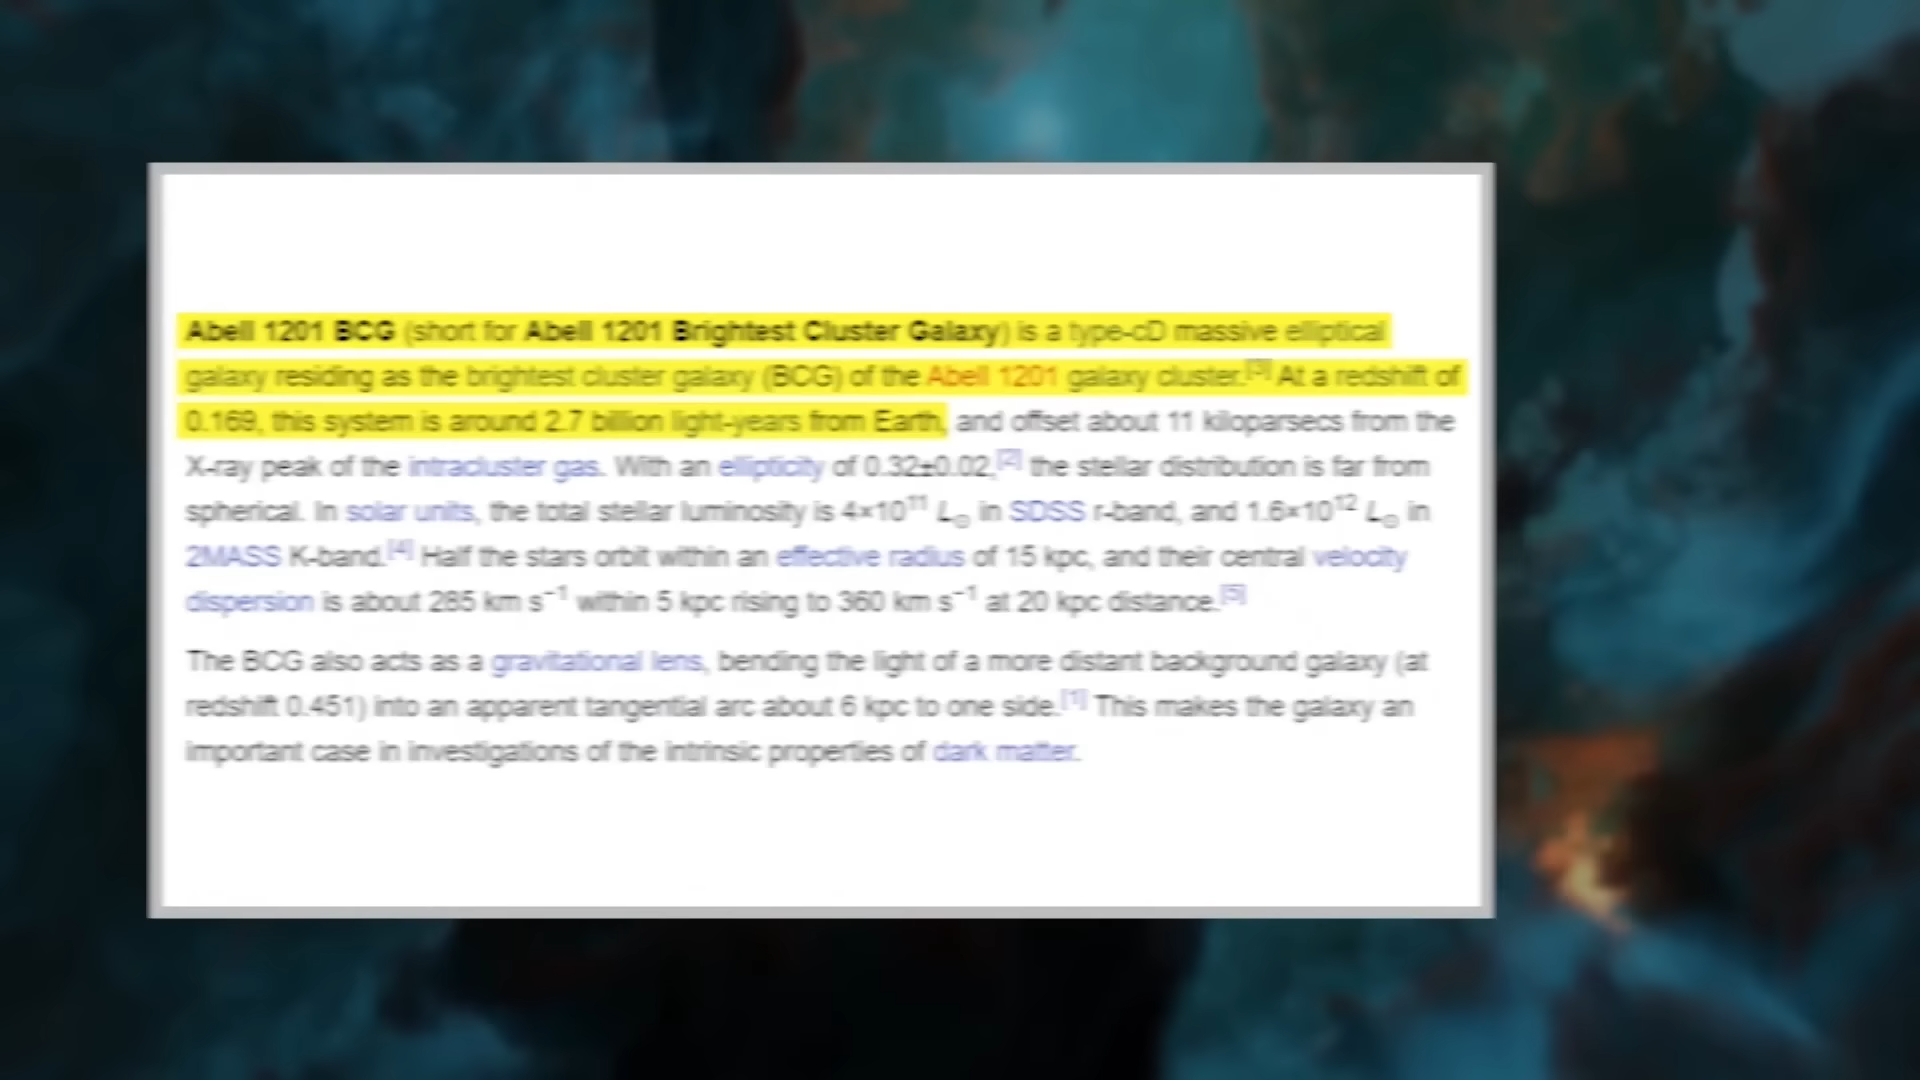 Abell 1201 BCG (short for Abell 1201 Brightest Cluster Galaxy) is a type-cD massive elliptical
galaxy residing as the brightest cluster galaxy (BCG) of the Abell 1201 galaxy cluster.[3] At a redshift of
0.169, this system is around 2.7 billion light-years from Earth, and offset about 11 kiloparsecs from the
X-ray peak of the intracluster gas. With an ellipticity of 0.32±0.02,[2] the stellar distribution is far from
spherical. In solar units, the total stellar luminosity is 4×10¹¹ L☉ in SDSS r-band, and 1.6×10¹² L☉ in
2MASS K-band.[4] Half the stars orbit within an effective radius of 15 kpc, and their central velocity
dispersion is about 285 km s⁻¹ within 5 kpc rising to 360 km s⁻¹ at 20 kpc distance.[5]
The BCG also acts as a gravitational lens, bending the light of a more distant background galaxy (at
redshift 0.451) into an apparent tangential arc about 6 kpc to one side.[1] This makes the galaxy an
important case in investigations of the intrinsic properties of dark matter.